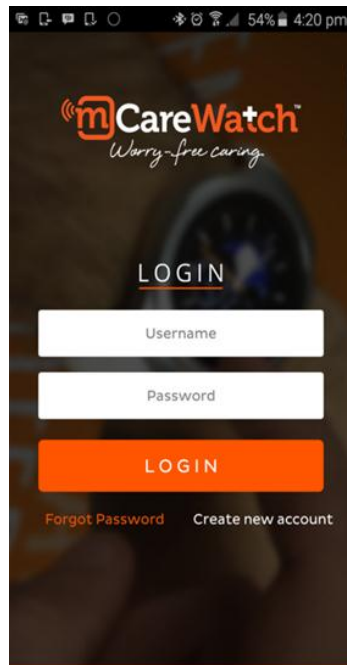 54% 4:20 pm
mCareWatch™
Worry-free caring.
LOGIN
Username
Password
LOGIN
Forgot Password Create new account